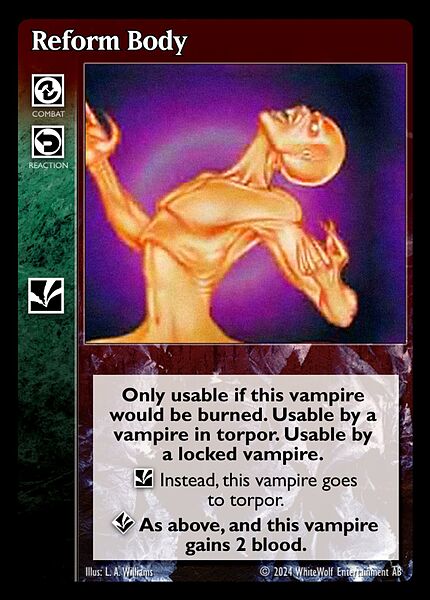 Reform Body
COMBAT
REACTION
Only usable if this vampire
would be burned. Usable by a
vampire in torpor. Usable by
a locked vampire.
Instead, this vampire goes
to torpor.
As above, and this vampire
gains 2 blood.
Illus: L. A. Williams
© 2024 WhiteWolf Entertainment AB